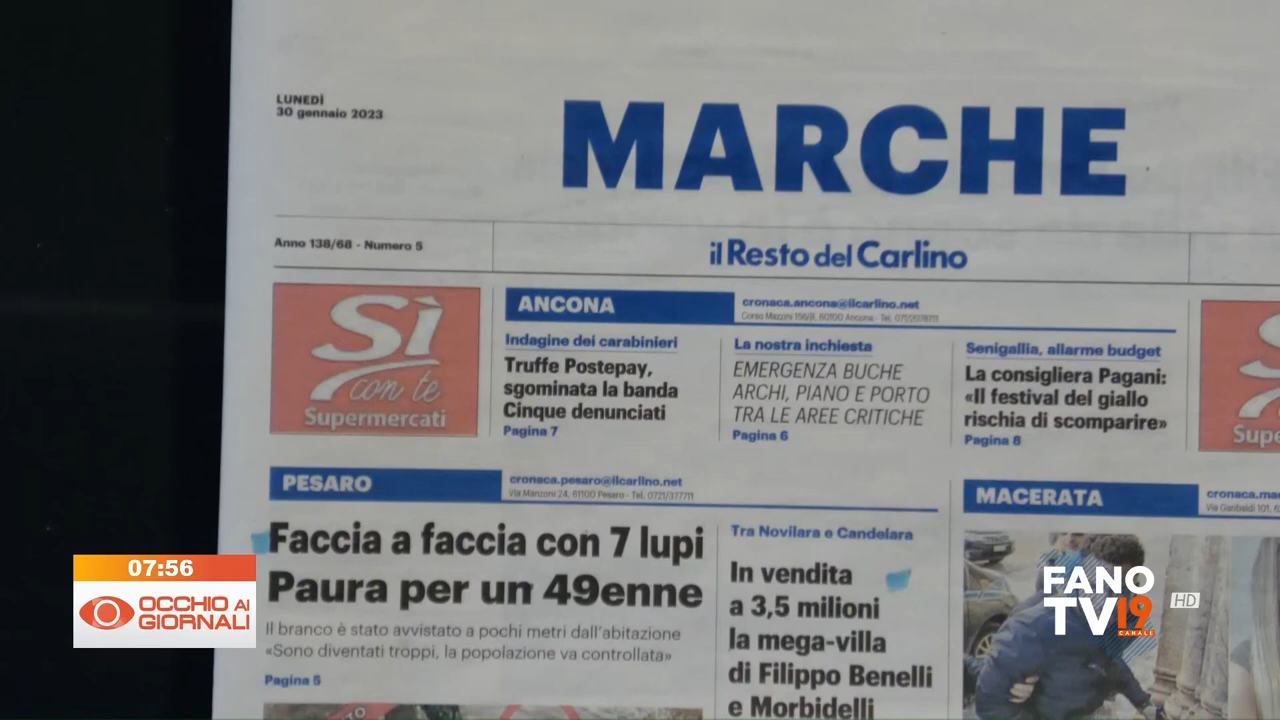 LUNEDÌ
30 gennaio 2023
MARCHE
Anno 138/68 - Numero 5
il Resto del Carlino
Sì
con te
Supermercati
ANCONA
cronaca.ancona@ilcarlino.net
Indagine dei carabinieri
Truffe Postepay,
sgominata la banda
Cinque denunciati
Pagina 7
La nostra inchiesta
EMERGENZA BUCHE
ARCHI, PIANO E PORTO
TRA LE AREE CRITICHE
Pagina 6
Senigallia, allarme budget
La consigliera Pagani:
«Il festival del giallo
rischia di scomparire»
Pagina 8
PESARO
cronaca.pesaro@ilcarlino.net
Via Manzoni 24, 61100 Pesaro - Tel. 0721/377711
Faccia a faccia con 7 lupi
Paura per un 49enne
Il branco è stato avvistato a pochi metri dall'abitazione
«Sono diventati troppi, la popolazione va controllata»
Pagina 5
Tra Novilara e Candelara
In vendita
a 3,5 milioni
la mega-villa
di Filippo Benelli
e Morbidelli
MACERATA
Via Garibaldi 101,
07:56
OCCHIO AI
GIORNALI
FANO
TV19
CANALE
HD